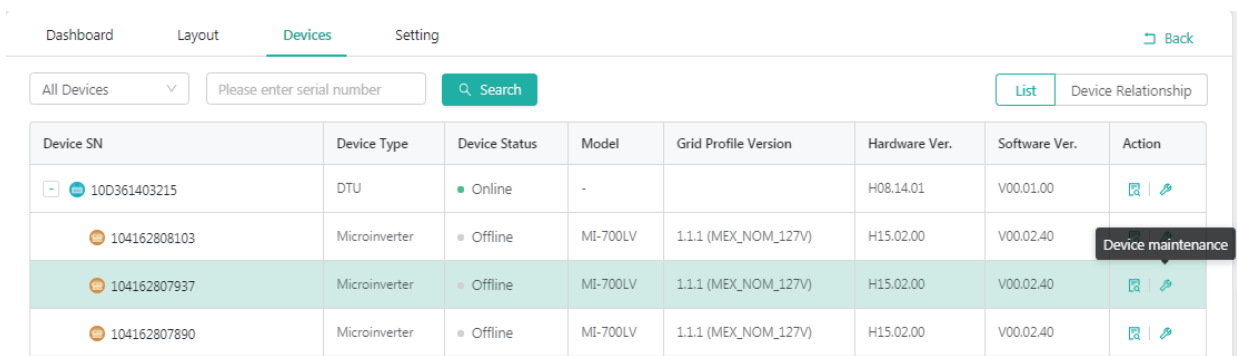 Dashboard Layout Devices Setting Back
All Devices Please enter serial number Search List Device Relationship
Device SN Device Type Device Status Model Grid Profile Version Hardware Ver. Software Ver. Action
10D361403215 DTU Online - H08.14.01 V00.01.00
104162808103 Microinverter Offline MI-700LV 1.1.1 (MEX_NOM_127V) H15.02.00 V00.02.40
Device maintenance
104162807937 Microinverter Offline MI-700LV 1.1.1 (MEX_NOM_127V) H15.02.00 V00.02.40
104162807890 Microinverter Offline MI-700LV 1.1.1 (MEX_NOM_127V) H15.02.00 V00.02.40